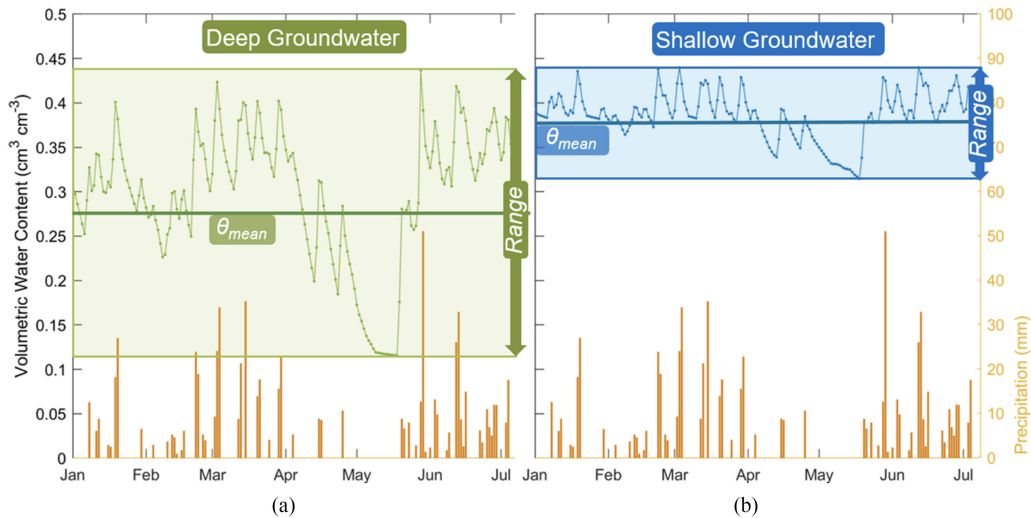 Deep Groundwater
Shallow Groundwater
Volumetric Water Content (cm³ cm⁻³)
0.5
0.45
0.4
0.35
0.3
0.25
0.2
0.15
0.1
0.05
0
θmean
Range
Jan Feb Mar Apr May Jun Jul
(a)
θmean
Range
Jan Feb Mar Apr May Jun Jul
(b)
100
90
80
70
60
50
40
30
20
10
0
Precipitation (mm)